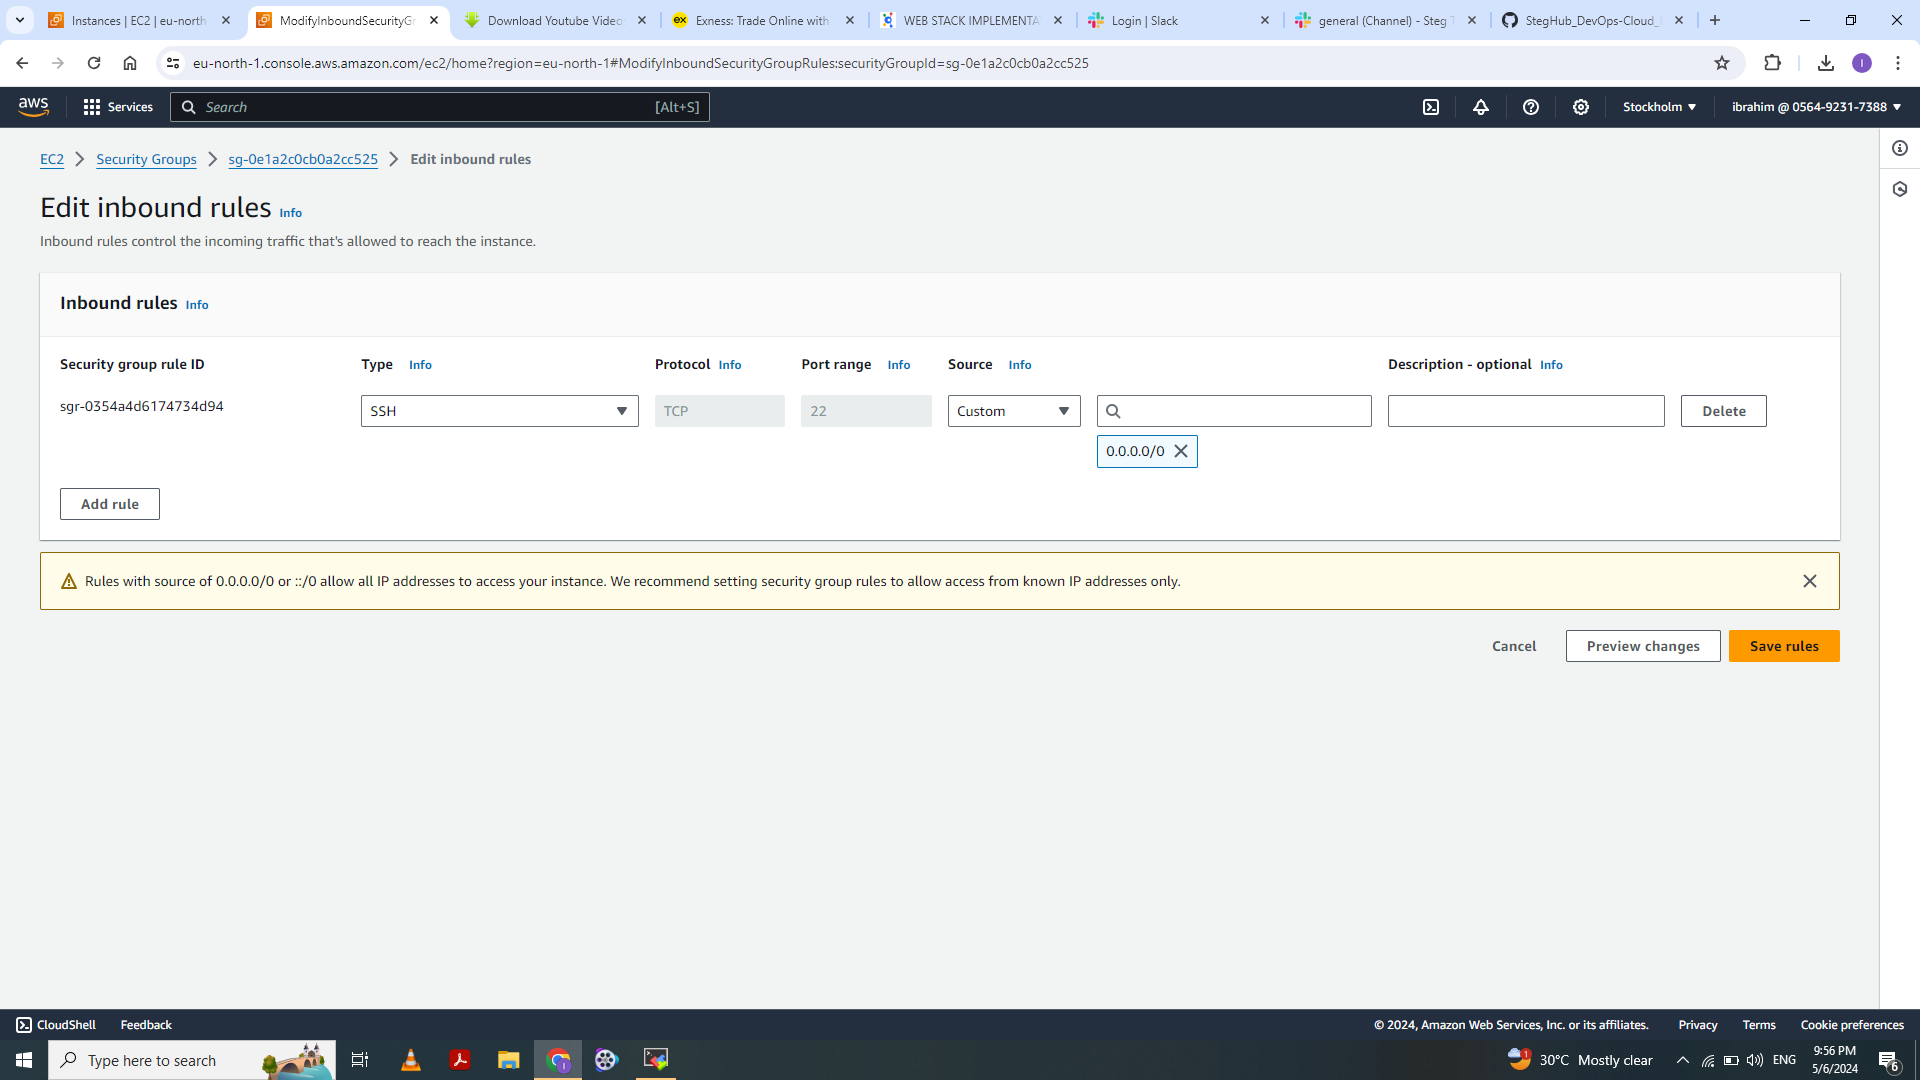 Instances | EC2 | eu-north
ModifyInboundSecurityGr
Download Youtube Videos
Exness: Trade Online with
WEB STACK IMPLEMENTA
Login | Slack
general (Channel) - Steg T
StegHub_DevOps-Cloud_
eu-north-1.console.aws.amazon.com/ec2/home?region=eu-north-1#ModifyInboundSecurityGroupRules:securityGroupId=sg-0e1a2c0cb0a2cc525
I
aws
Services
Search
[Alt+S]
Stockholm
ibrahim @ 0564-9231-7388
EC2 > Security Groups > sg-0e1a2c0cb0a2cc525 > Edit inbound rules
Edit inbound rules Info
Inbound rules control the incoming traffic that's allowed to reach the instance.
Inbound rules Info
Security group rule ID
Type Info
Protocol Info
Port range Info
Source Info
Description - optional Info
sgr-0354a4d6174734d94
SSH
TCP
22
Custom
Delete
0.0.0.0/0
Add rule
Rules with source of 0.0.0.0/0 or ::/0 allow all IP addresses to access your instance. We recommend setting security group rules to allow access from known IP addresses only.
Cancel
Preview changes
Save rules
CloudShell
Feedback
© 2024, Amazon Web Services, Inc. or its affiliates.
Privacy
Terms
Cookie preferences
Type here to search
1
30°C Mostly clear
ENG
9:56 PM
5/6/2024
6